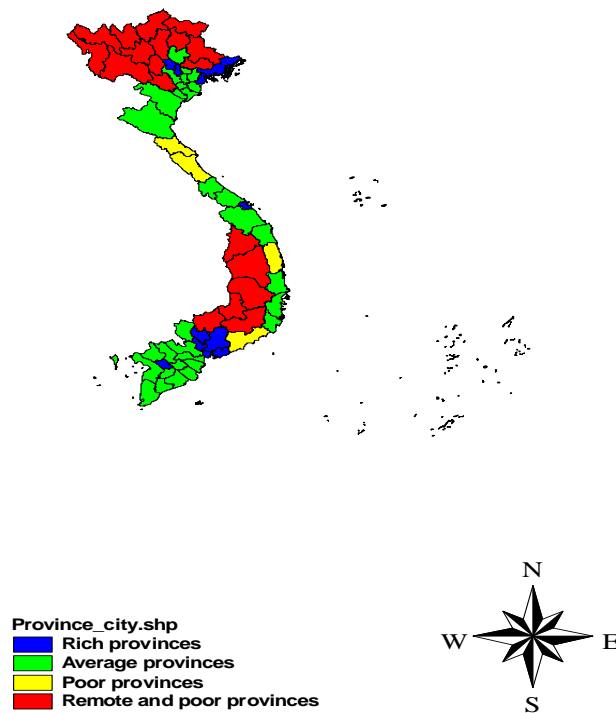 Province_city.shp
Rich provinces
Average provinces
Poor provinces
Remote and poor provinces
N
W E
S